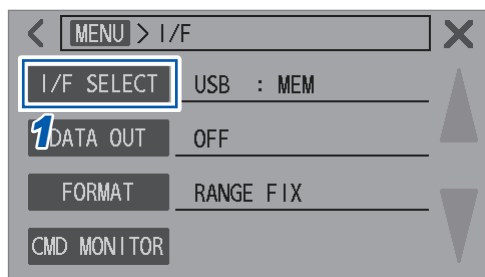 MENU > I/F
I/F SELECT USB : MEM
1
DATA OUT OFF
FORMAT RANGE FIX
CMD MONITOR